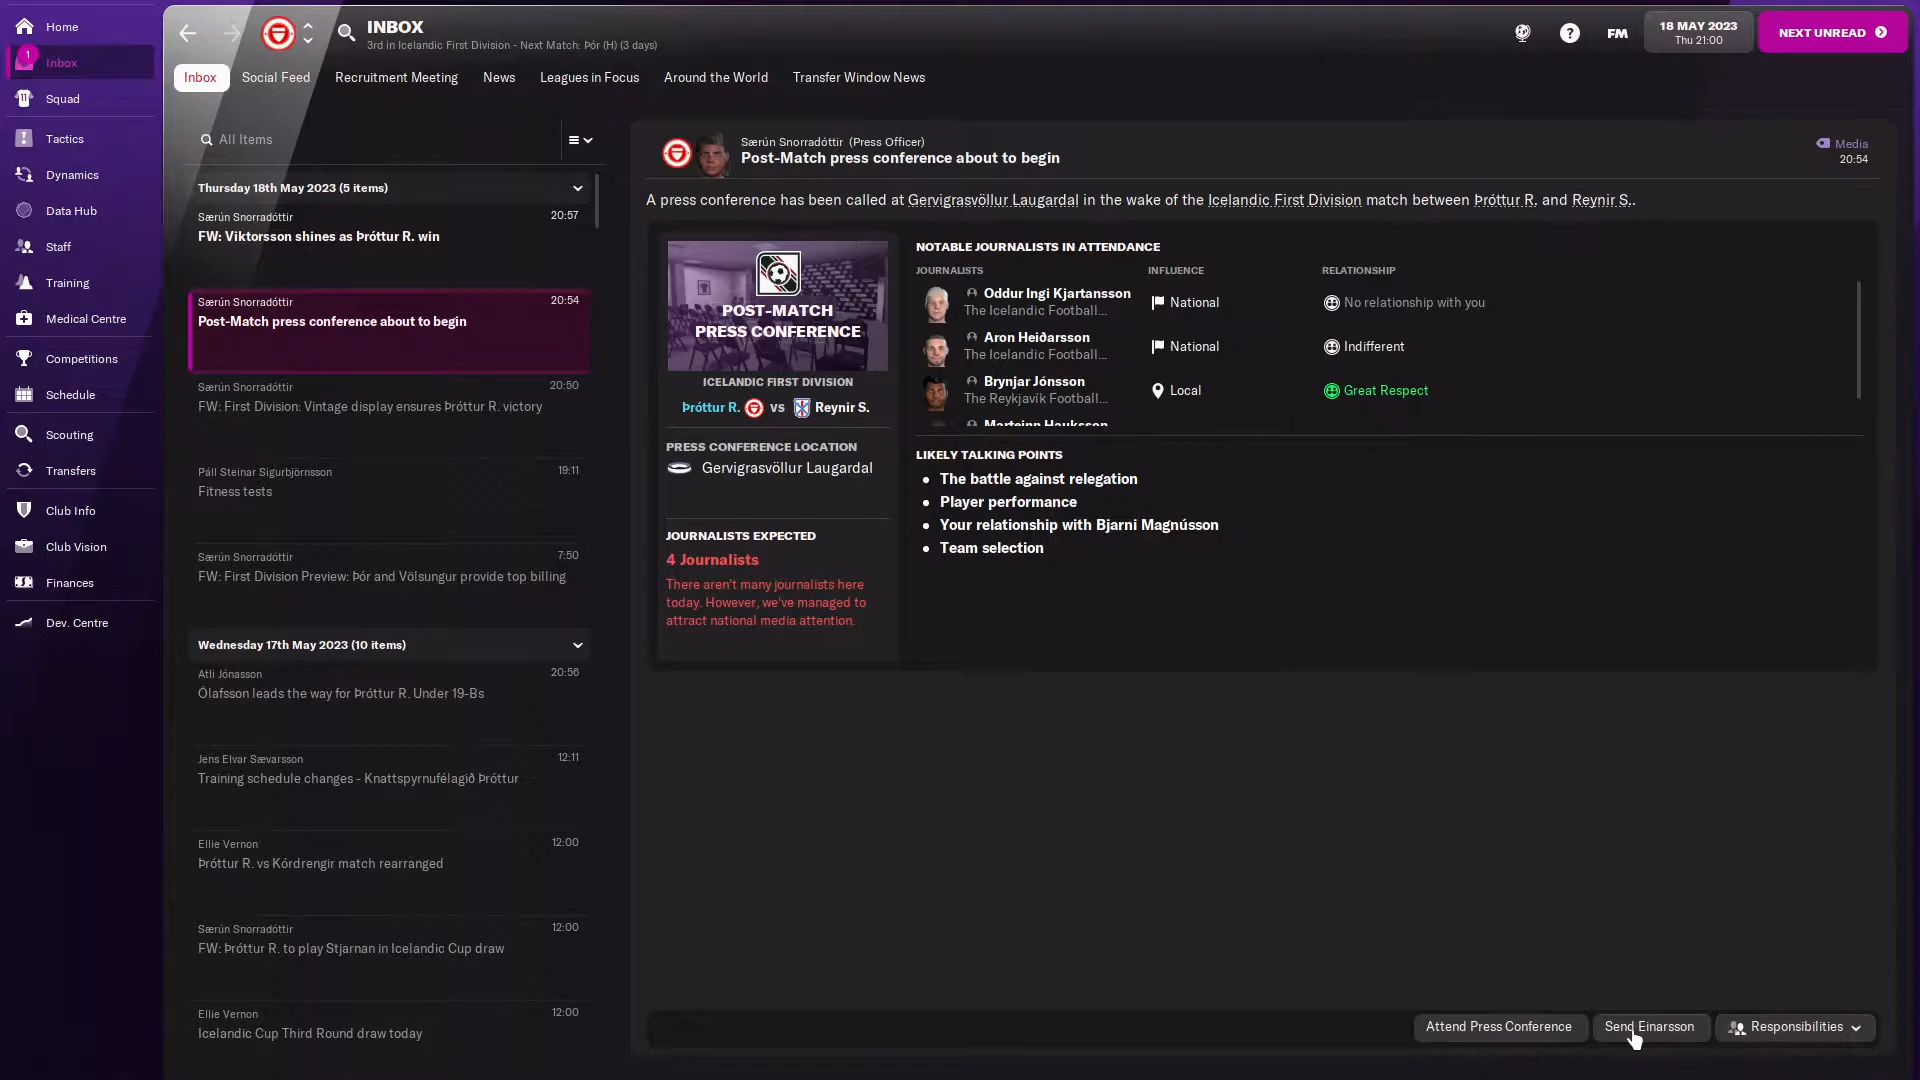 Home
1
Inbox
Squad
Tactics
Dynamics
Data Hub
Staff
Training
Medical Centre
Competitions
Schedule
Scouting
Transfers
Club Info
Club Vision
Finances
Dev. Centre
INBOX
3rd in Icelandic First Division - Next Match: Þór (H) (3 days)
FM
18 MAY 2023
Thu 21:00
NEXT UNREAD
Inbox
Social Feed
Recruitment Meeting
News
Leagues in Focus
Around the World
Transfer Window News
All Items
Thursday 18th May 2023 (5 items)
Særún Snorradóttir 20:57
FW: Viktorsson shines as Þróttur R. win
Særún Snorradóttir 20:54
Post-Match press conference about to begin
Særún Snorradóttir 20:50
FW: First Division: Vintage display ensures Þróttur R. victory
Páll Steinar Sigurbjörnsson 19:11
Fitness tests
Særún Snorradóttir 7:50
FW: First Division Preview: Þór and Völsungur provide top billing
Wednesday 17th May 2023 (10 items)
Atli Jónasson 20:56
Ólafsson leads the way for Þróttur R. Under 19-Bs
Jens Elvar Sævarsson 12:11
Training schedule changes - Knattspyrnufélagið Þróttur
Ellie Vernon 12:00
Þróttur R. vs Kórdrengir match rearranged
Særún Snorradóttir 12:00
FW: Þróttur R. to play Stjarnan in Icelandic Cup draw
Ellie Vernon 12:00
Icelandic Cup Third Round draw today
Særún Snorradóttir (Press Officer)
Post-Match press conference about to begin
Media
20:54
A press conference has been called at Gervigrasvöllur Laugardal in the wake of the Icelandic First Division match between Þróttur R. and Reynir S..
POST-MATCH
PRESS CONFERENCE
ICELANDIC FIRST DIVISION
Þróttur R. VS Reynir S.
PRESS CONFERENCE LOCATION
Gervigrasvöllur Laugardal
JOURNALISTS EXPECTED
4 Journalists
There aren't many journalists here
today. However, we've managed to
attract national media attention.
NOTABLE JOURNALISTS IN ATTENDANCE
JOURNALISTS INFLUENCE RELATIONSHIP
Oddur Ingi Kjartansson
The Icelandic Football...
National
No relationship with you
Aron Heiðarsson
The Icelandic Football...
National
Indifferent
Brynjar Jónsson
The Reykjavík Football...
Local
Great Respect
Marteinn Hauksson
LIKELY TALKING POINTS
• The battle against relegation
• Player performance
• Your relationship with Bjarni Magnússon
• Team selection
Attend Press Conference
Send Einarsson
Responsibilities